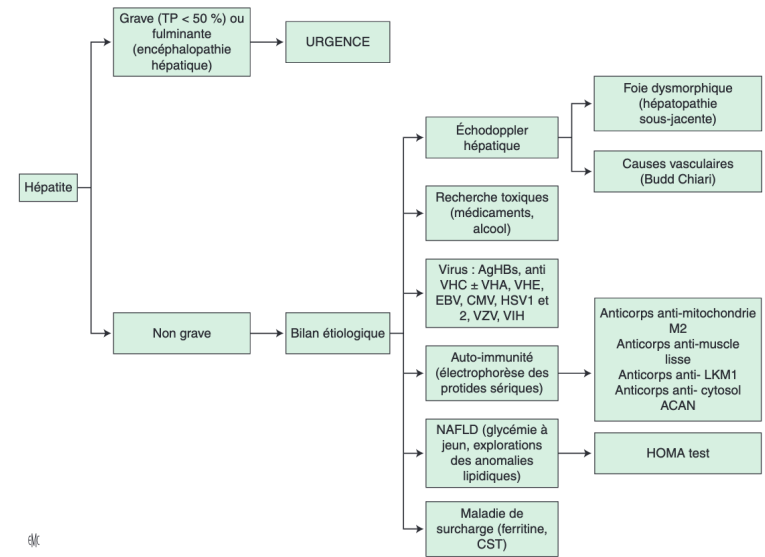 Grave (TP < 50 %) ou
fulminante
(encéphalopathie
hépatique)
URGENCE
Foie dysmorphique
(hépatopathie
sous-jacente)
Échodoppler
hépatique
Causes vasculaires
(Budd Chiari)
Hépatite
Recherche toxiques
(médicaments,
alcool)
Virus : AgHBs, anti
VHC ± VHA, VHE,
EBV, CMV, HSV1 et
2, VZV, VIH
Non grave
Bilan étiologique
Anticorps anti-mitochondrie
M2
Anticorps anti-muscle
lisse
Anticorps anti- LKM1
Anticorps anti- cytosol
ACAN
Auto-immunité
(électrophorèse des
protides sériques)
NAFLD (glycémie à
jeun, explorations
des anomalies
lipidiques)
HOMA test
Maladie de
surcharge (ferritine,
CST)
EMC